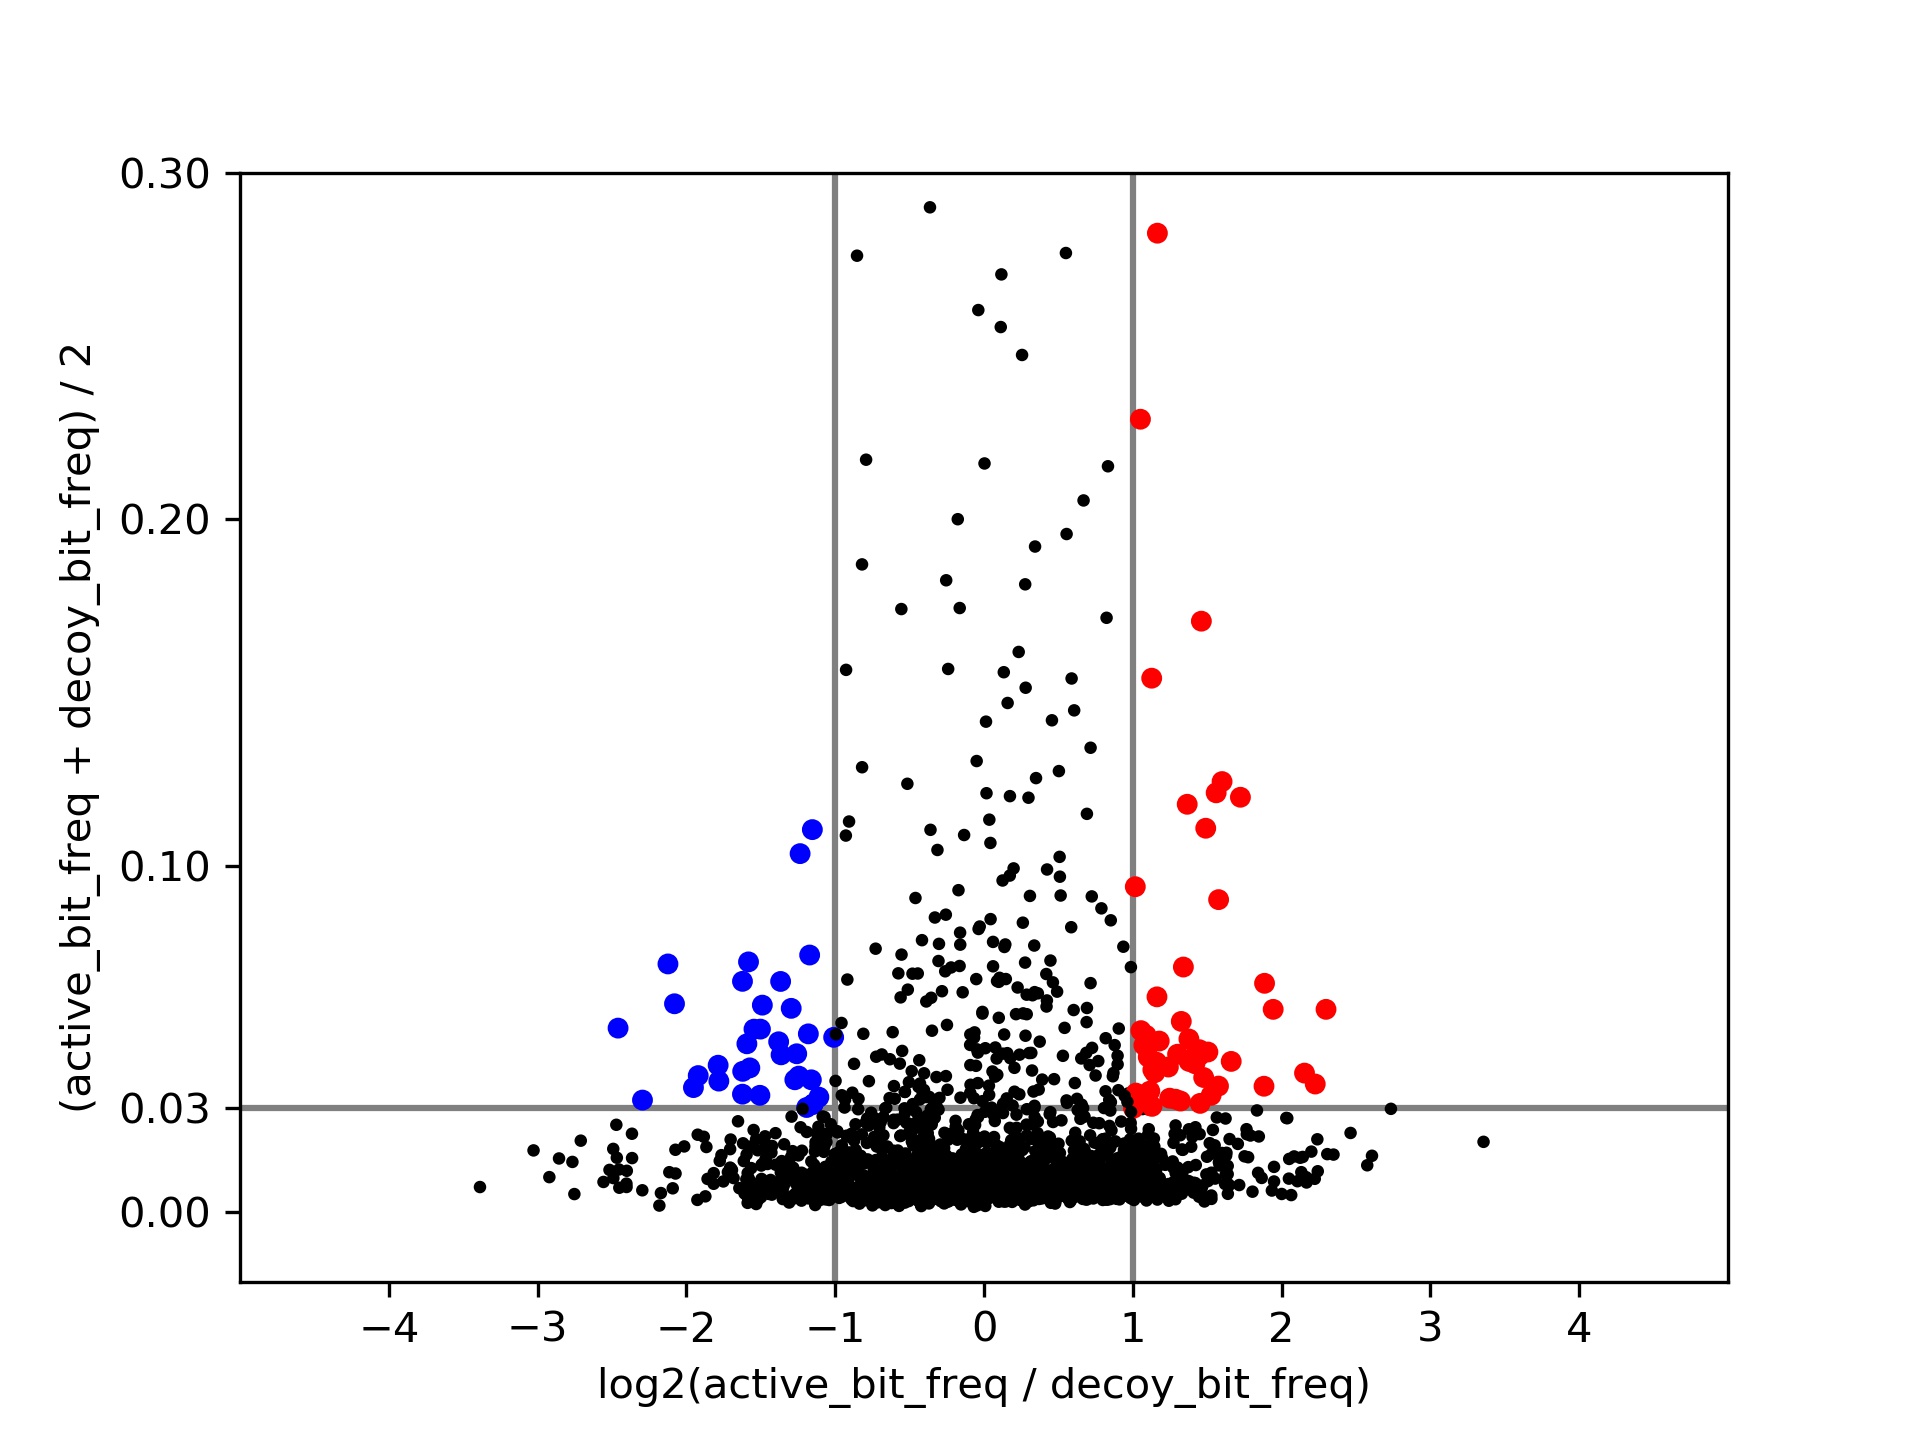 0.30
0.20
0.10
0.03
0.00
(active_bit_freq + decoy_bit_freq) / 2
−4 −3 −2 −1 0 1 2 3 4
log2(active_bit_freq / decoy_bit_freq)